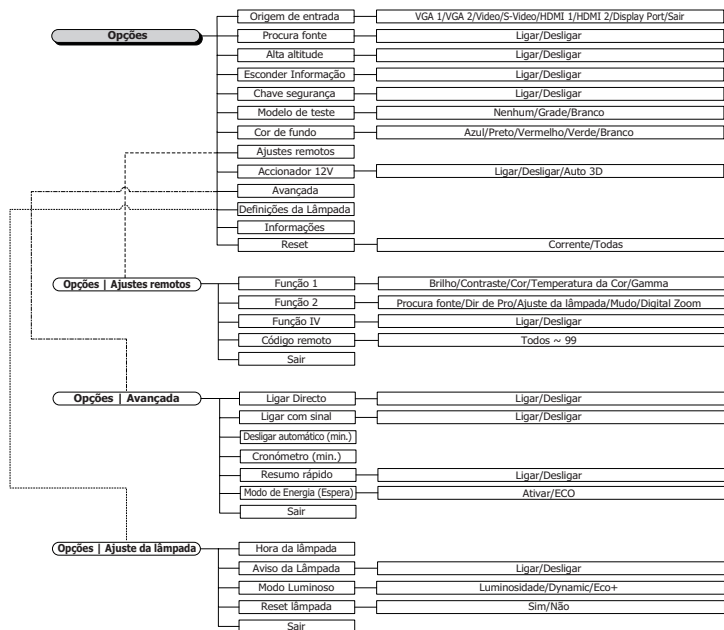 Opções
Origem de entrada VGA 1/VGA 2/Video/S-Video/HDMI 1/HDMI 2/Display Port/Sair
Procura fonte Ligar/Desligar
Alta altitude Ligar/Desligar
Esconder Informação Ligar/Desligar
Chave segurança Ligar/Desligar
Modelo de teste Nenhum/Grade/Branco
Cor de fundo Azul/Preto/Vermelho/Verde/Branco
Ajustes remotos
Accionador 12V Ligar/Desligar/Auto 3D
Avançada
Definições da Lâmpada
Informações
Reset Corrente/Todas
Opções | Ajustes remotos
Função 1 Brilho/Contraste/Cor/Temperatura da Cor/Gamma
Função 2 Procura fonte/Dir de Pro/Ajuste da lâmpada/Mudo/Digital Zoom
Função IV Ligar/Desligar
Código remoto Todos ~ 99
Sair
Opções | Avançada
Ligar Directo Ligar/Desligar
Ligar com sinal Ligar/Desligar
Desligar automático (min.)
Cronómetro (min.)
Resumo rápido Ligar/Desligar
Modo de Energia (Espera) Ativar/ECO
Sair
Opções | Ajuste da lâmpada
Hora da lâmpada
Aviso da Lâmpada Ligar/Desligar
Modo Luminoso Luminosidade/Dynamic/Eco+
Reset lâmpada Sim/Não
Sair